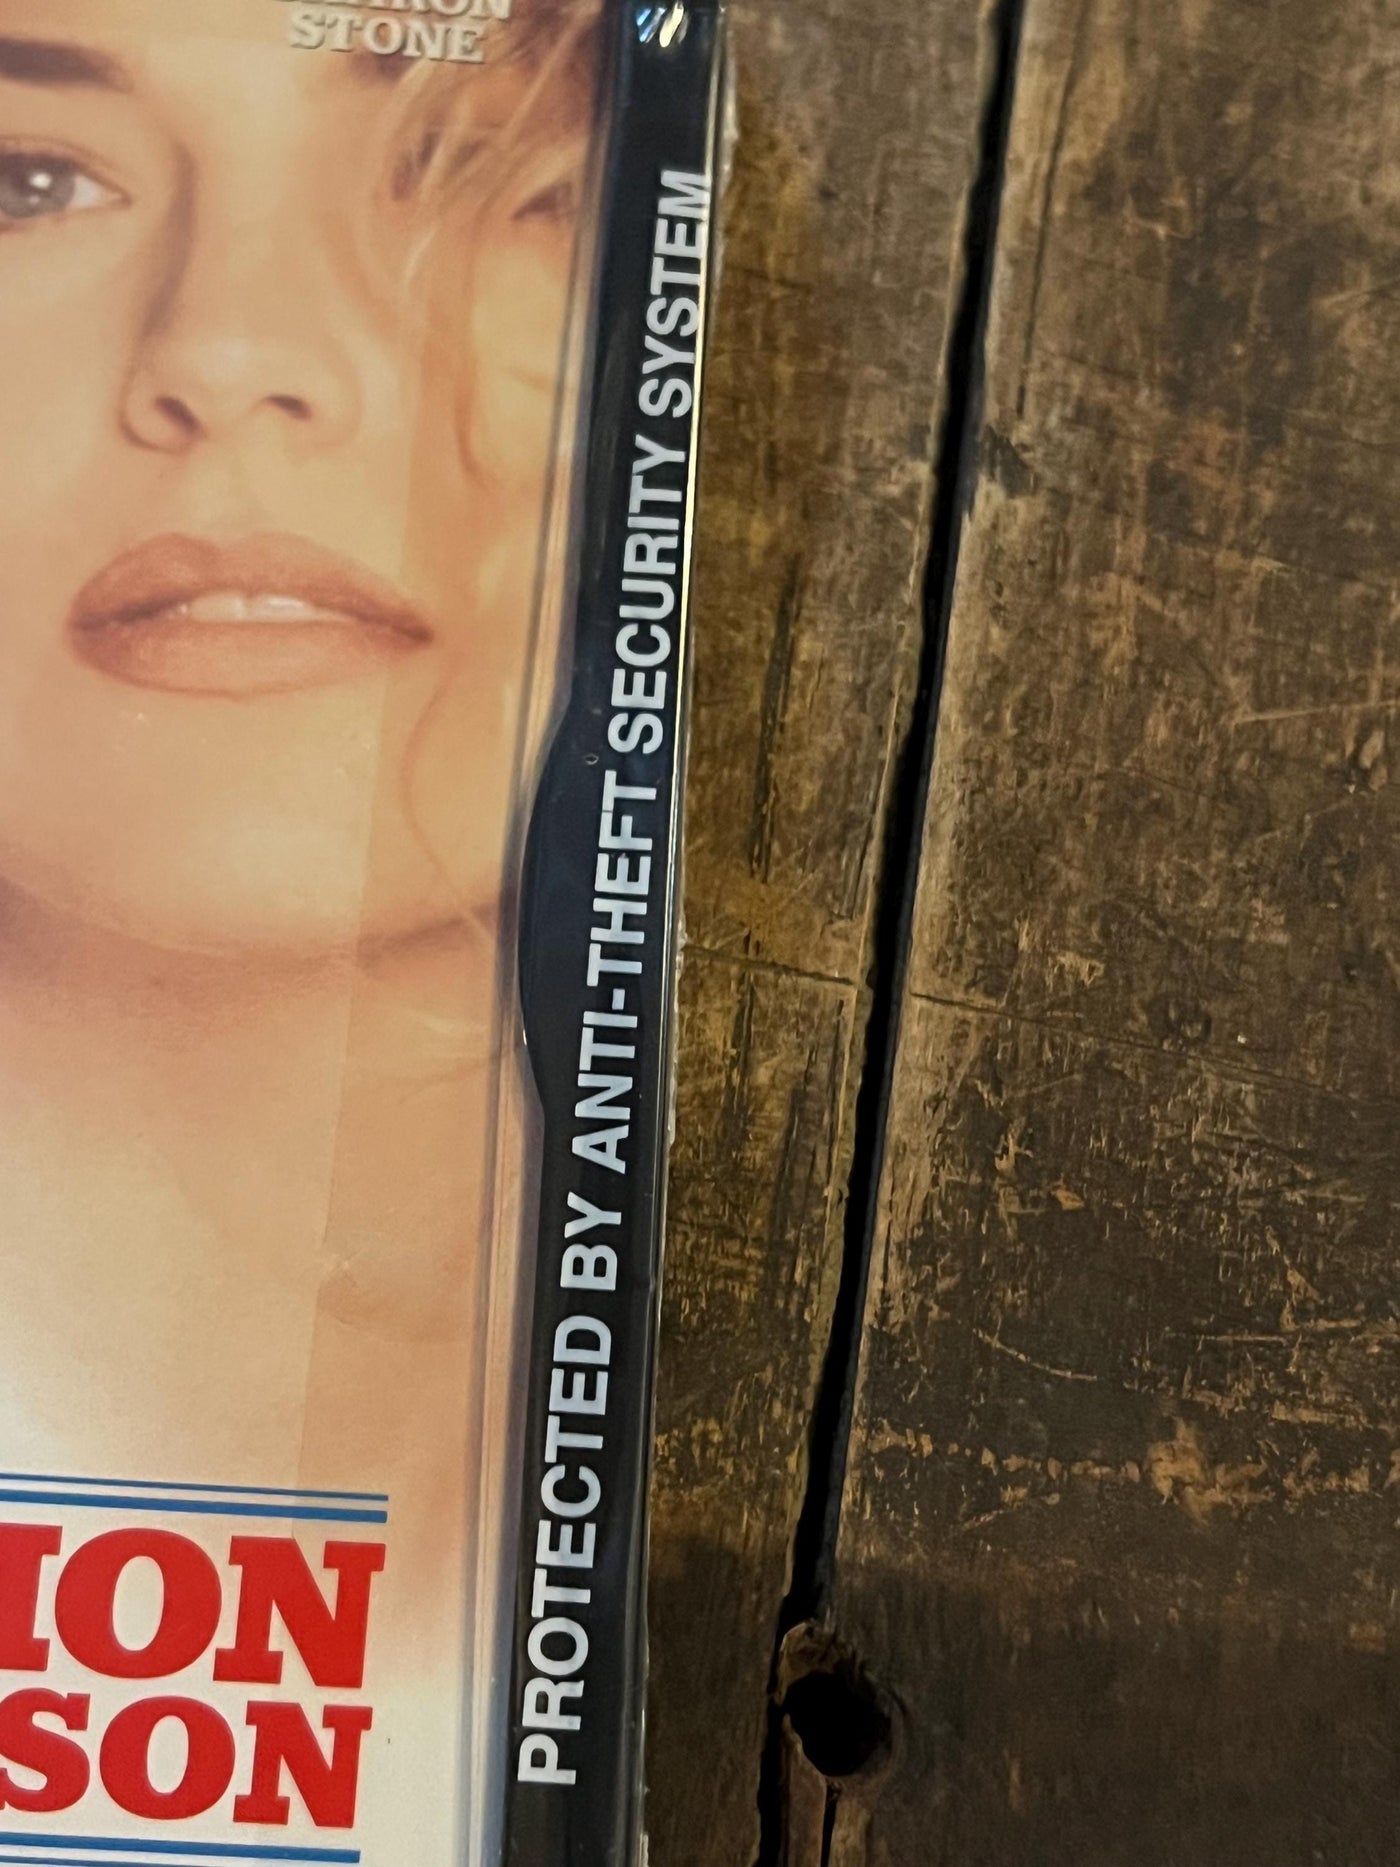 STONE
PROTECTED BY ANTI-THEFT SECURITY SYSTEM
ION
SON